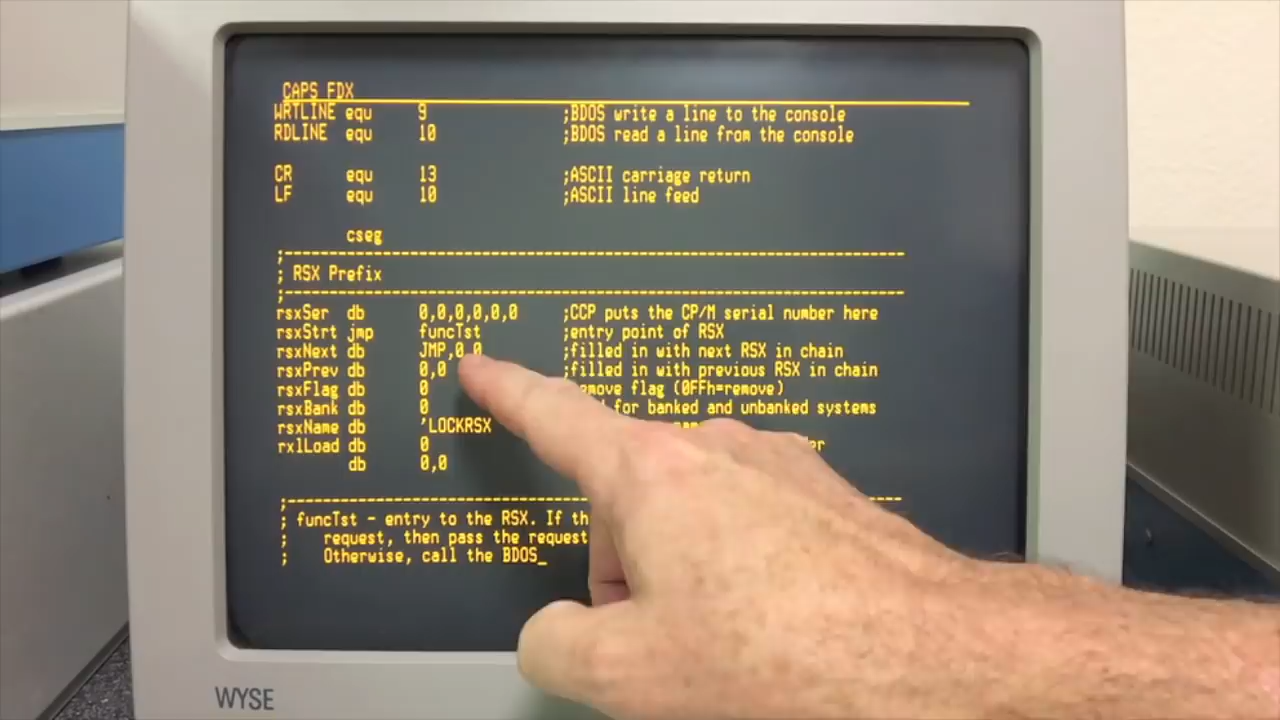 CAPS FDX
WRTLINE equ 9 ;BDOS write a line to the console
RDLINE equ 10 ;BDOS read a line from the console
CR equ 13 ;ASCII carriage return
LF equ 10 ;ASCII line feed
cseg
;---------------------------------------------------------------------
; RSX Prefix
;---------------------------------------------------------------------
rsxSer db 0,0,0,0,0,0 ;CCP puts the CP/M serial number here
rsxStrt jmp funcTst ;entry point of RSX
rsxNext db JMP,0,0 ;filled in with next RSX in chain
rsxPrev db 0,0 ;filled in with previous RSX in chain
rsxFlag db 0 remove flag (0FFh=remove)
rsxBank db 0 for banked and unbanked systems
rsxName db 'LOCKRSX
rxlLoad db 0
db 0,0
;---------------------------------------------------------------------
; funcTst - entry to the RSX. If
; request, then pass the request
; Otherwise, call the BDOS_
WYSE